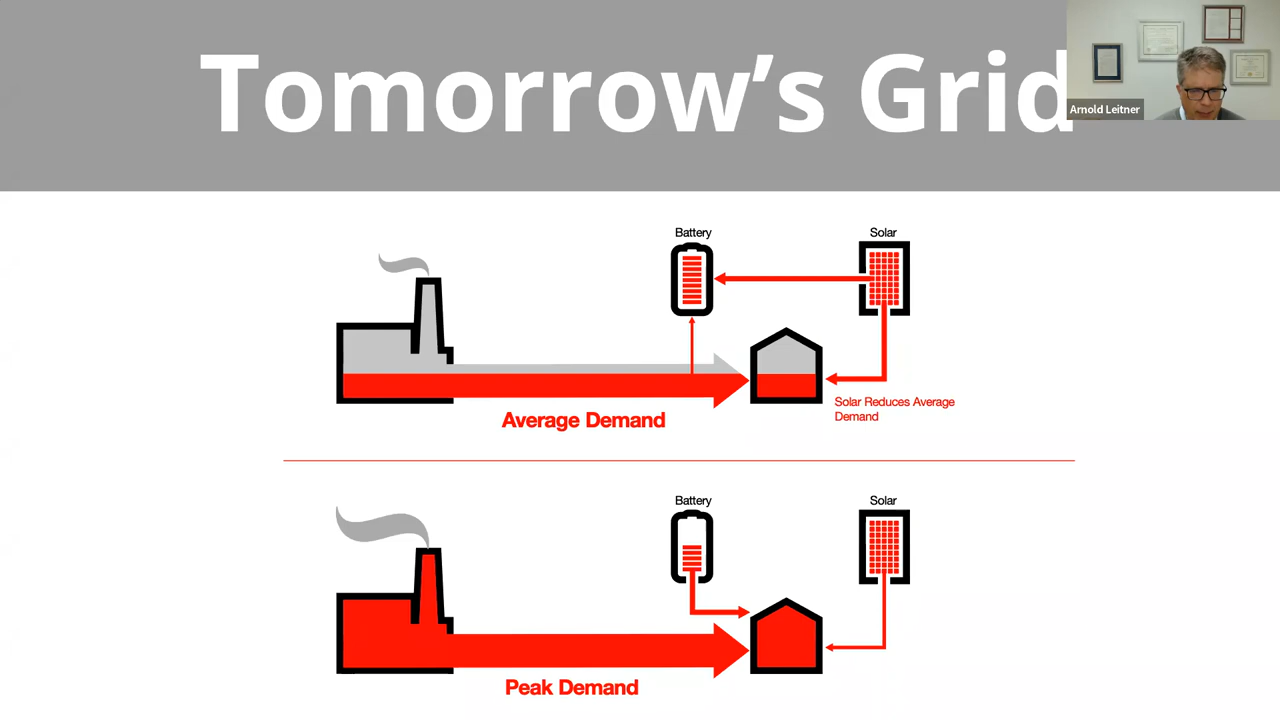 Tomorrow’s Grid
Arnold Leitner
Battery
Solar
Solar Reduces Average
Demand
Average Demand
Battery
Solar
Peak Demand